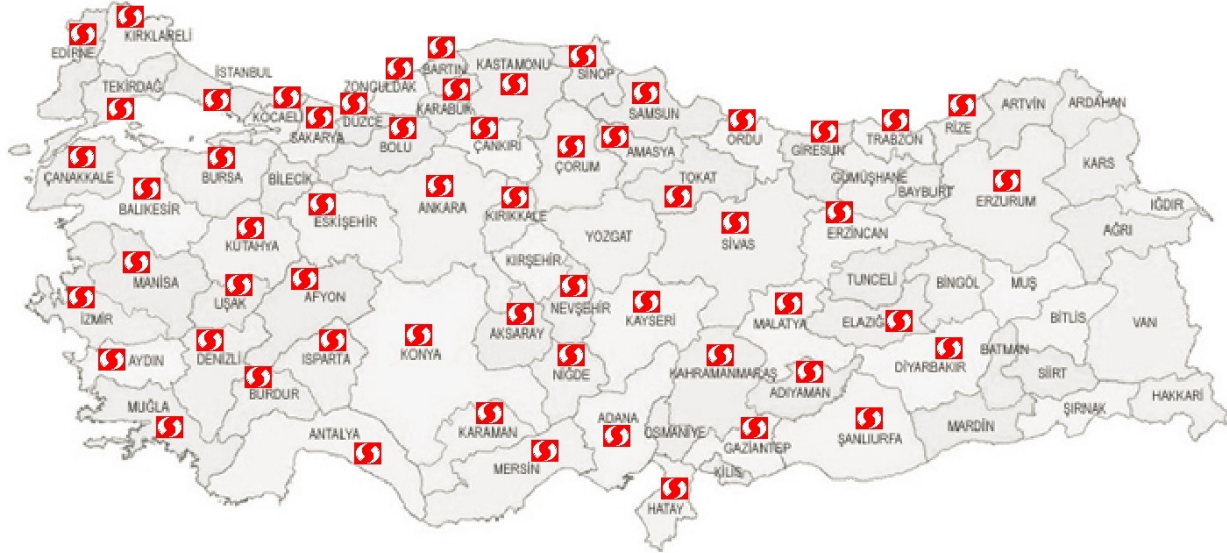 KIRKLARELİ
EDİRNE
TEKİRDAĞ
İSTANBUL
KOCAELİ
SAKARYA
DÜZCE
ZONGULDAK
BARTIN
KARABÜK
KASTAMONU
SİNOP
SAMSUN
ORDU
GİRESUN
TRABZON
RİZE
ARTVİN
ARDAHAN
ÇANAKKALE
BALIKESİR
BURSA
BİLECİK
BOLU
ÇANKIRI
ÇORUM
AMASYA
TOKAT
GÜMÜŞHANE
BAYBURT
ERZURUM
KARS
IĞDIR
AĞRI
ESKİŞEHİR
ANKARA
KIRIKKALE
KÜTAHYA
YOZGAT
SİVAS
ERZİNCAN
KIRŞEHİR
TUNCELİ
BİNGÖL
MUŞ
MANİSA
UŞAK
AFYON
İZMİR
AKSARAY
NEVŞEHİR
KAYSERİ
MALATYA
ELAZIĞ
BİTLİS
VAN
AYDIN
DENİZLİ
ISPARTA
KONYA
NİĞDE
KAHRAMANMARAŞ
ADIYAMAN
DİYARBAKIR
BATMAN
SİİRT
HAKKARİ
ŞIRNAK
MUĞLA
BURDUR
ANTALYA
KARAMAN
MERSİN
ADANA
OSMANİYE
GAZİANTEP
ŞANLIURFA
MARDİN
KİLİS
HATAY